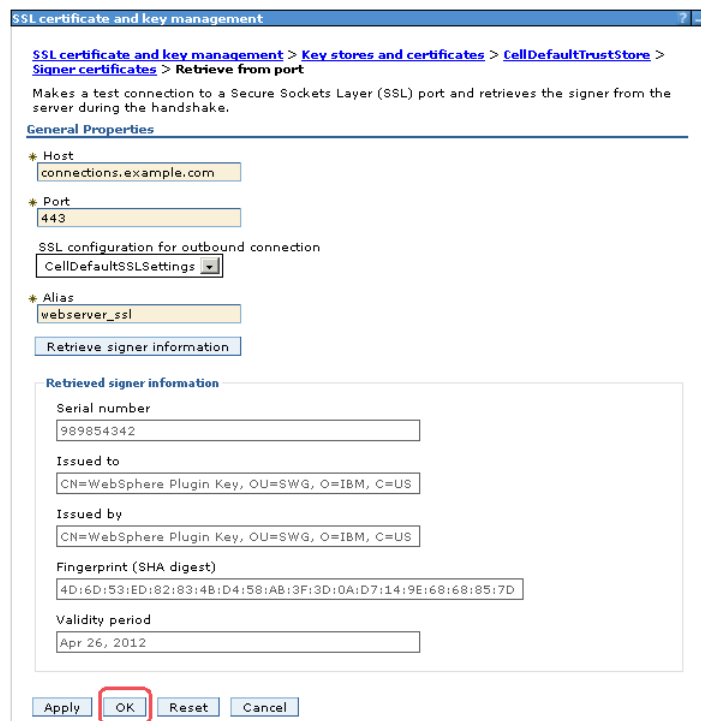 SSL certificate and key management ? _
SSL certificate and key management > Key stores and certificates > CellDefaultTrustStore >
Signer certificates > Retrieve from port
Makes a test connection to a Secure Sockets Layer (SSL) port and retrieves the signer from the
server during the handshake.
General Properties
* Host
connections.example.com
* Port
443
SSL configuration for outbound connection
CellDefaultSSLSettings
* Alias
webserver_ssl
Retrieve signer information
Retrieved signer information
Serial number
989854342
Issued to
CN=WebSphere Plugin Key, OU=SWG, O=IBM, C=US
Issued by
CN=WebSphere Plugin Key, OU=SWG, O=IBM, C=US
Fingerprint (SHA digest)
4D:6D:53:ED:82:83:4B:D4:58:AB:3F:3D:0A:D7:14:9E:68:68:85:7D
Validity period
Apr 26, 2012
Apply OK Reset Cancel